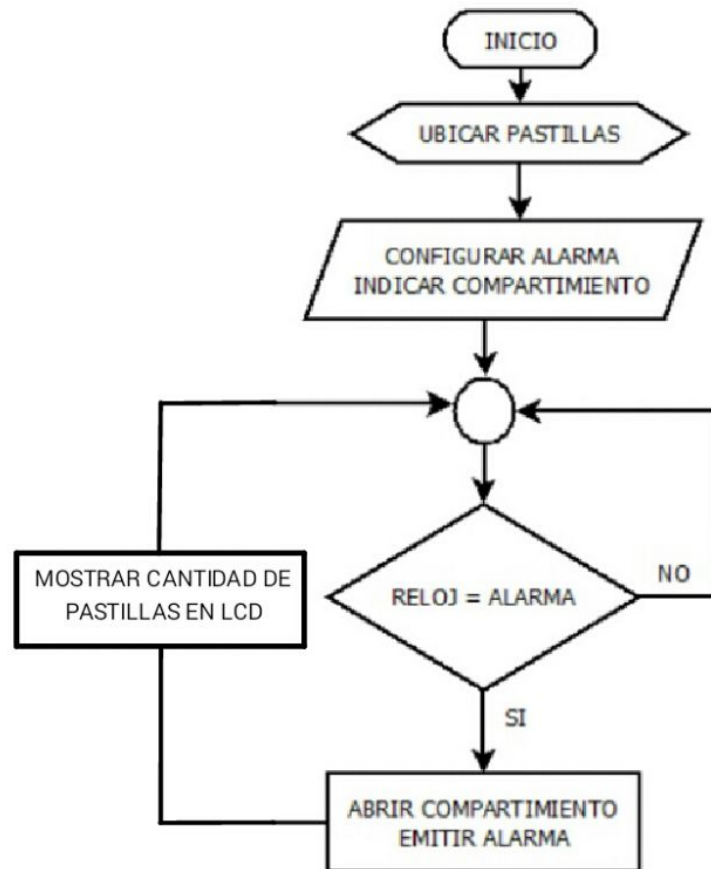 INICIO
UBICAR PASTILLAS
CONFIGURAR ALARMA
INDICAR COMPARTIMIENTO
RELOJ = ALARMA
NO
SI
ABRIR COMPARTIMIENTO
EMITIR ALARMA
MOSTRAR CANTIDAD DE
PASTILLAS EN LCD